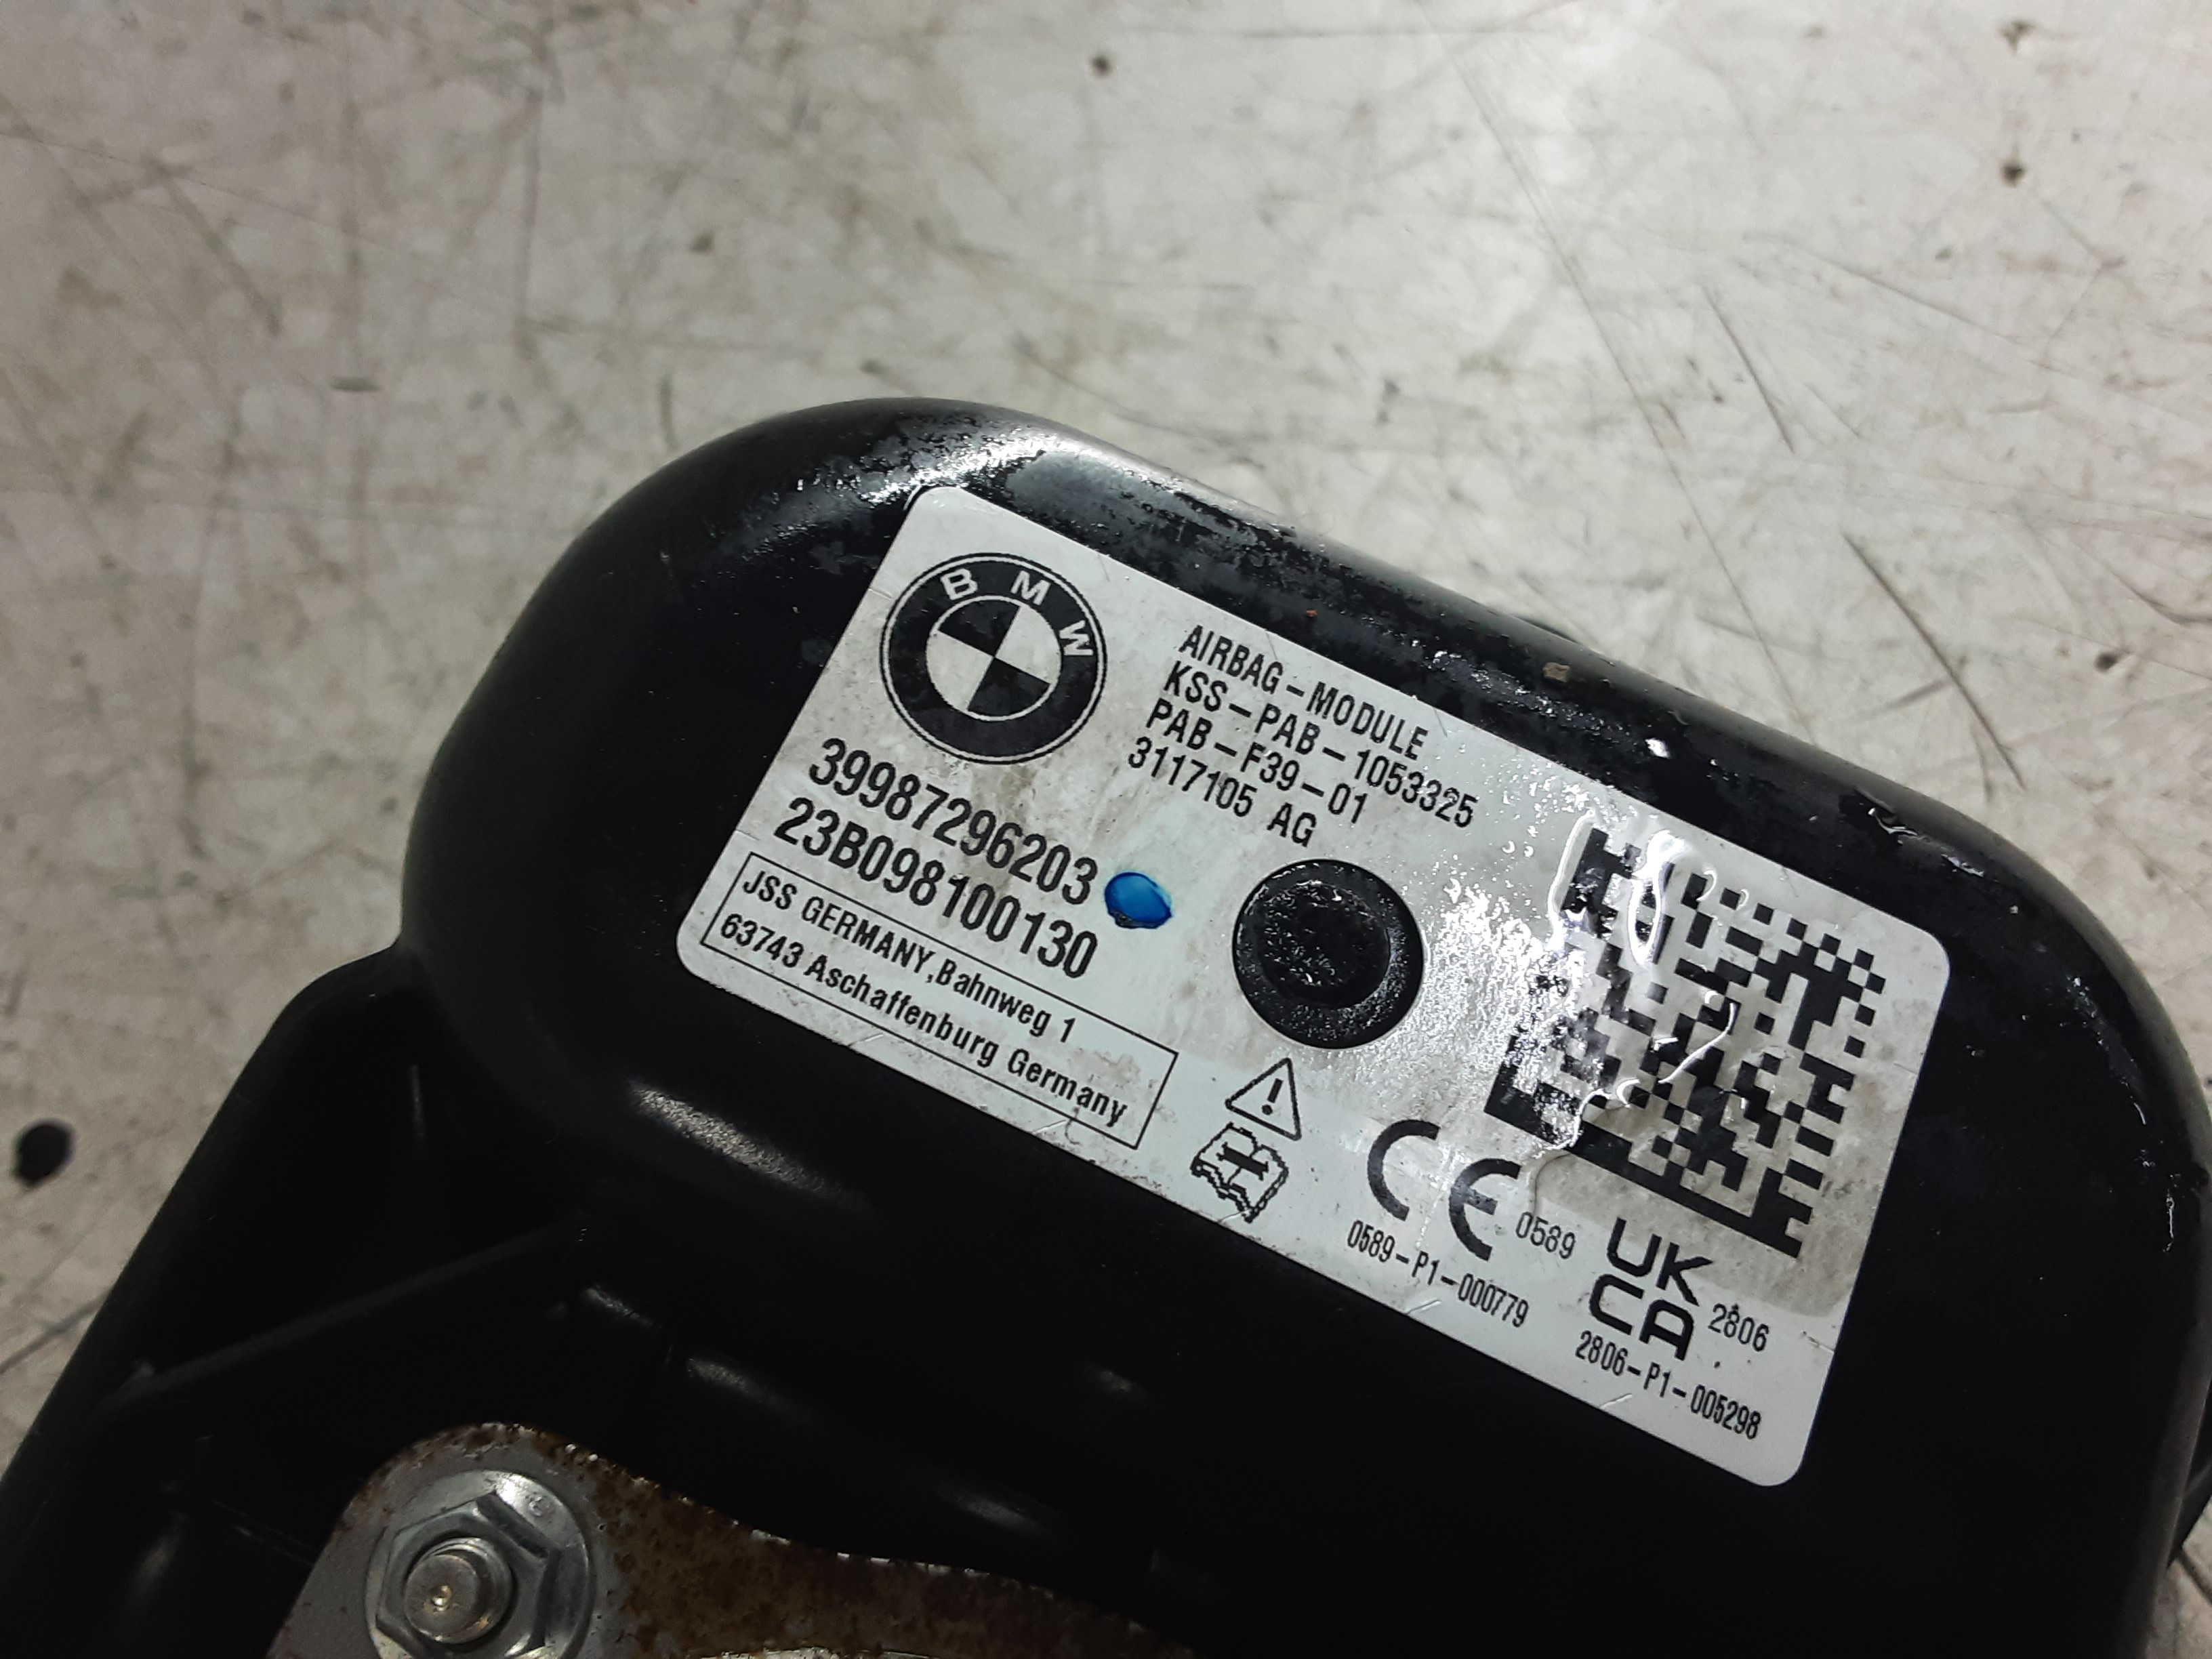 BMW
AIRBAG-MODULE
KSS-PAB-1053325
PAB-F39-01
3117105 AG
39987296203
23B098100130
JSS GERMANY,Bahnweg 1
63743 Aschaffenburg Germany
CE 0589
0589-P1-000779
UK
CA 2806
2806-P1-005298